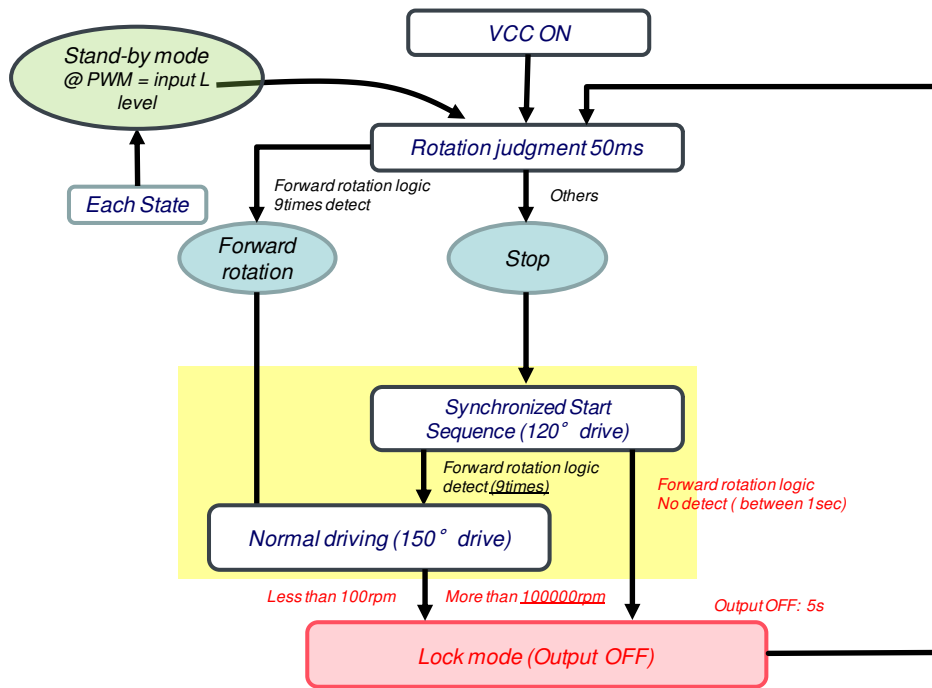 VCC ON
Stand-by mode
@ PWM = input L
level
Rotation judgment 50ms
Each State
Forward rotation logic
9times detect
Others
Forward
rotation
Stop
Synchronized Start
Sequence (120° drive)
Forward rotation logic
detect (9times)
Forward rotation logic
No detect ( between 1sec)
Normal driving (150° drive)
Less than 100rpm
More than 100000rpm
Output OFF: 5s
Lock mode (Output OFF)